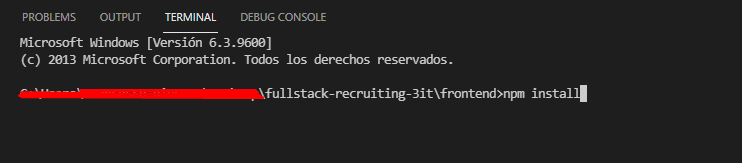 PROBLEMS OUTPUT TERMINAL DEBUG CONSOLE
Microsoft Windows [Versión 6.3.9600]
(c) 2013 Microsoft Corporation. Todos los derechos reservados.
\fullstack-recruiting-3it\frontend>npm install